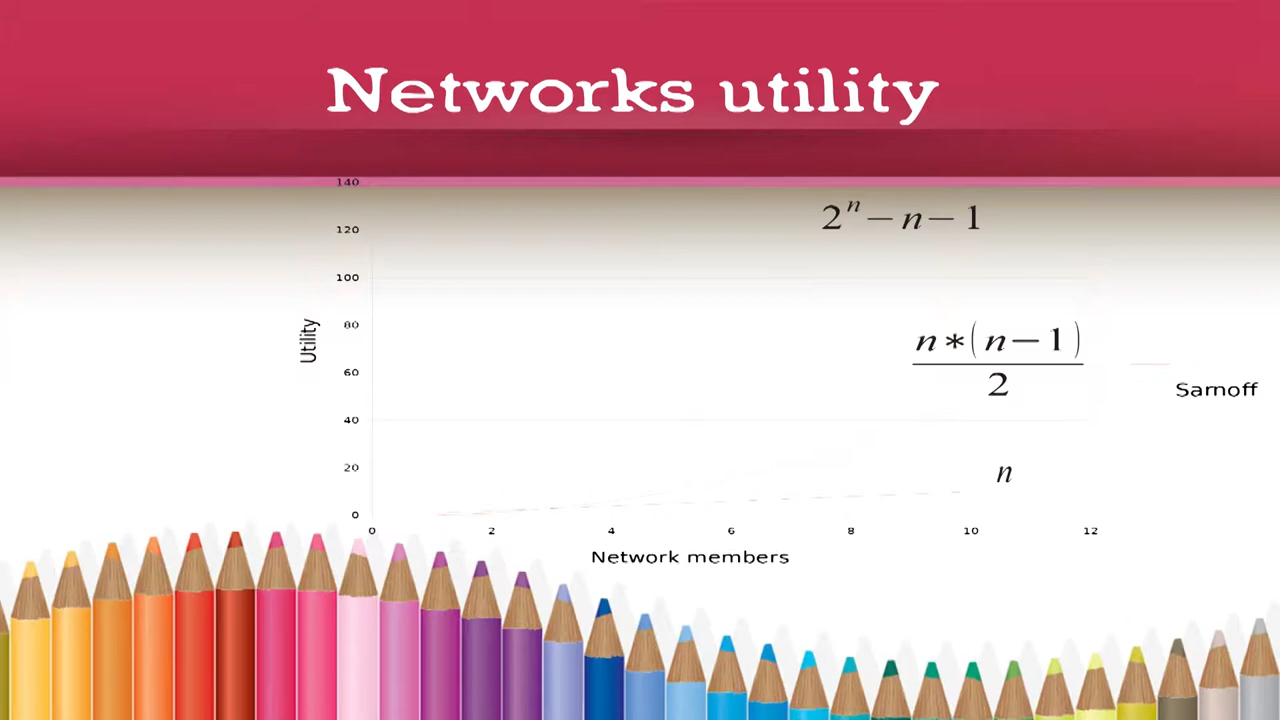 Networks utility
140
120
100
80
60
40
20
0
Utility
2^n − n − 1
n*(n−1)
2
Sarnoff
n
0 2 4 6 8 10 12
Network members